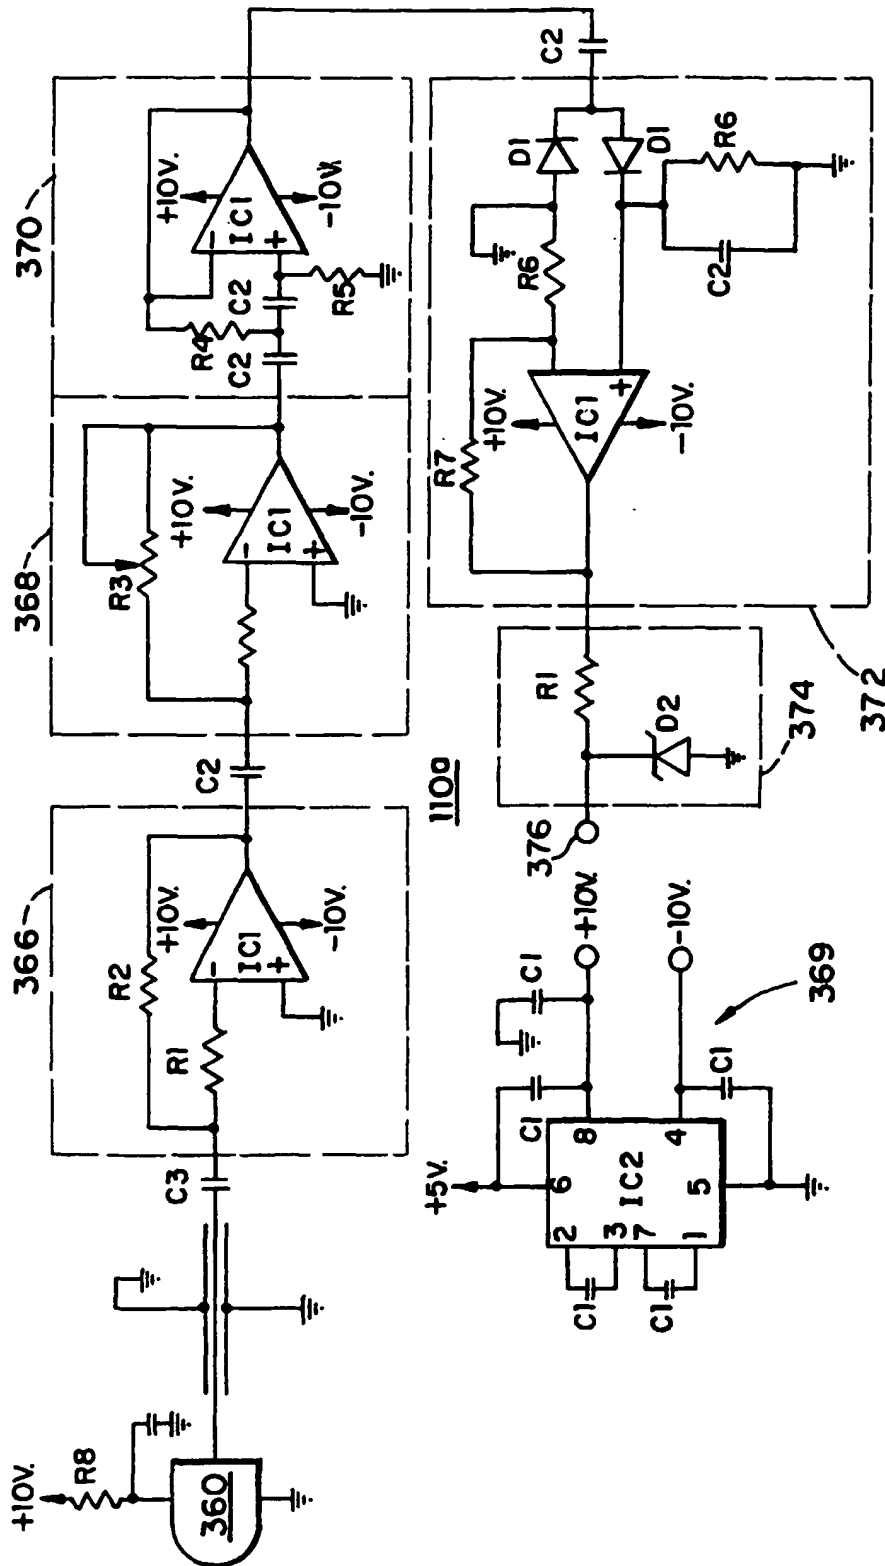 370
+10V.
IC1
-
+
-10V.
R4
C2
C2
R5
C2
368
R3
+10V.
IC1
-
+
-10V.
C2
366
R2
+10V.
R1
IC1
-
+
-10V.
C3
+10V.
R8
360
110a
D1
D1
R6
R6
C2
R7
+10V.
IC1
+
-10V.
372
R1
D2
374
376
+10V.
-10V.
C1
C1
C1
369
+5V.
6
8
2
IC2
3
7
4
5
1
C1
C1